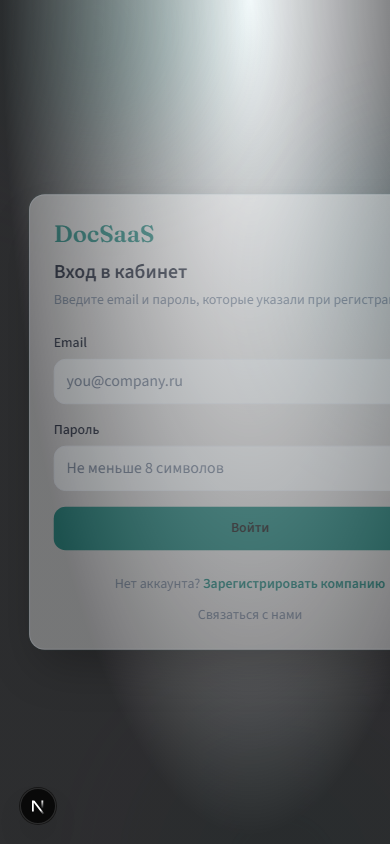 DocSaaS
Вход в кабинет
Введите email и пароль, которые указали при
Email
you@company.ru
Пароль
Не меньше 8 символов
Войти
Нет аккаунта? Зарегистрировать компанию
Связаться с нами
N